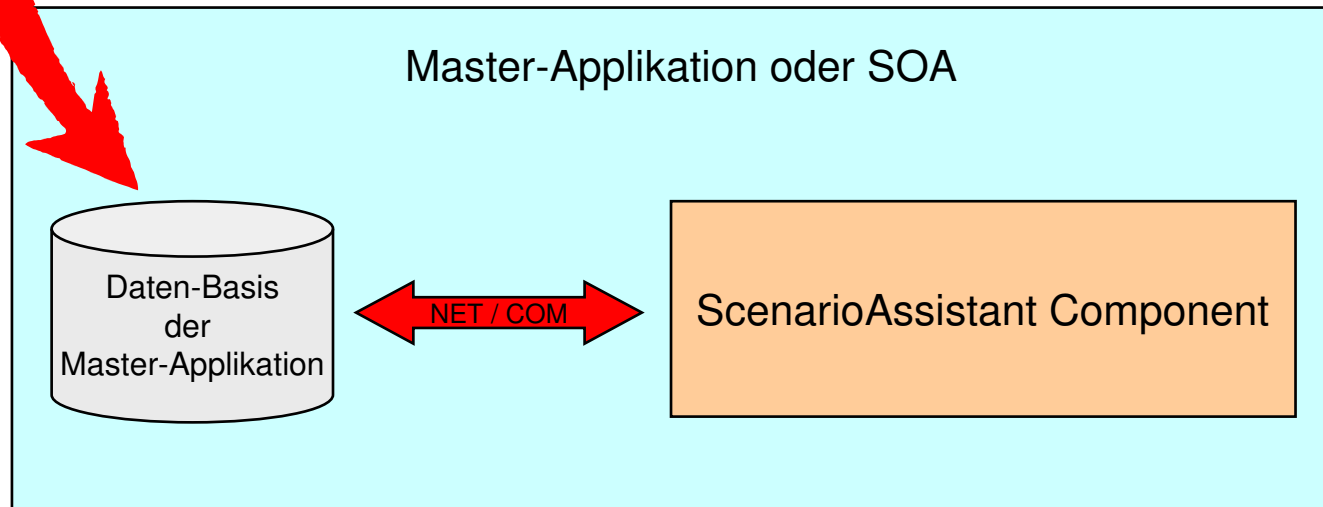 Master-Applikation oder SOA
Daten-Basis
der
Master-Applikation
NET / COM
ScenarioAssistant Component